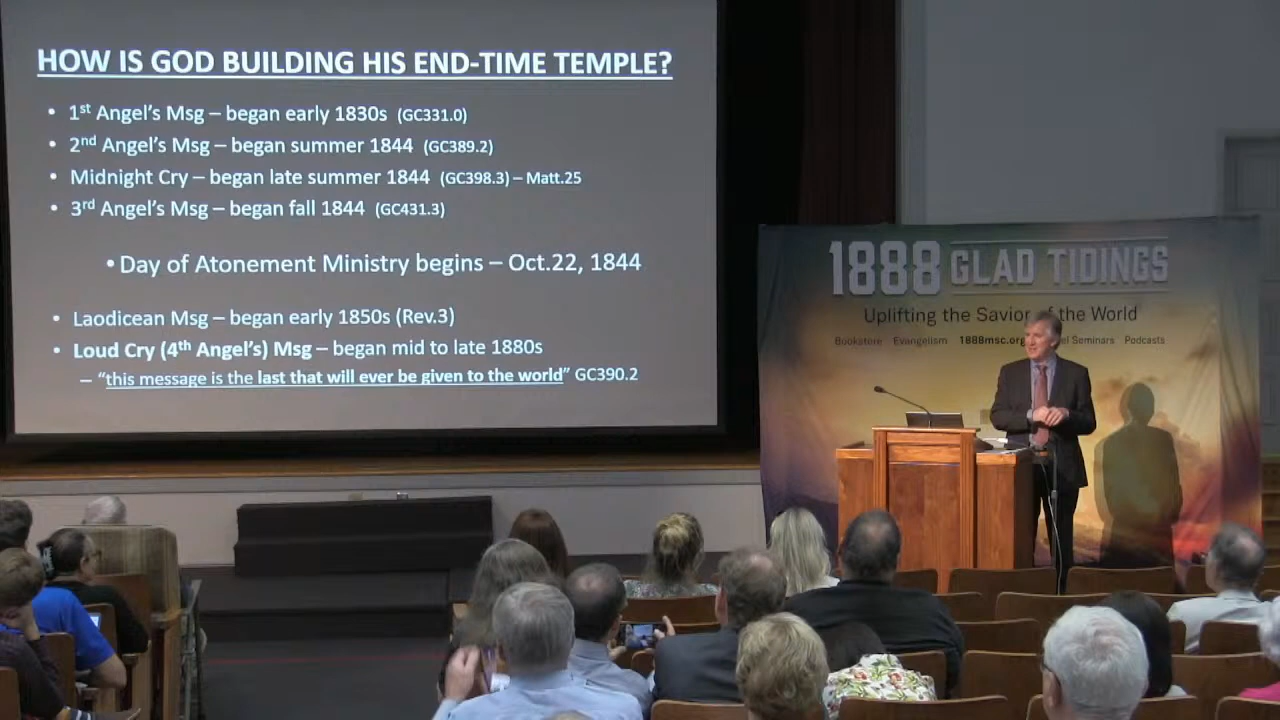 HOW IS GOD BUILDING HIS END-TIME TEMPLE?
• 1st Angel's Msg – began early 1830s (GC331.0)
• 2nd Angel's Msg – began summer 1844 (GC389.2)
• Midnight Cry – began late summer 1844 (GC398.3) – Matt.25
• 3rd Angel's Msg – began fall 1844 (GC431.3)
• Day of Atonement Ministry begins – Oct.22, 1844
• Laodicean Msg – began early 1850s (Rev.3)
• Loud Cry (4th Angel's) Msg – began mid to late 1880s
– "this message is the last that will ever be given to the world" GC390.2
1888 GLAD TIDINGS
Uplifting the Savior of the World
Bookstore Evangelism 1888msc.org Seminars Podcasts